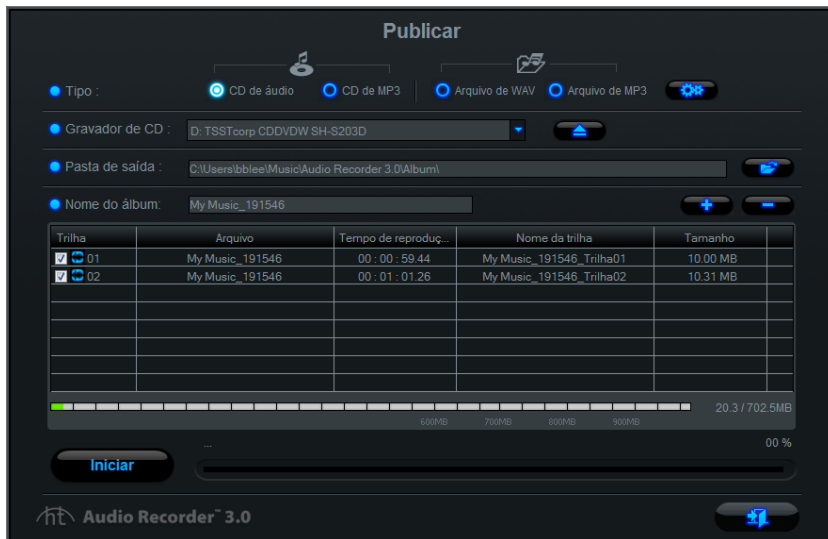 Publicar
Tipo :
CD de áudio
CD de MP3
Arquivo de WAV
Arquivo de MP3
Gravador de CD :
D: TSSTcorp CDDVDW SH-S203D
Pasta de saída :
C:\Users\bblee\Music\Audio Recorder 3.0\Album\
Nome do álbum:
My Music_191546
Trilha Arquivo Tempo de reproduç... Nome da trilha Tamanho
01 My Music_191546 00 : 00 : 59.44 My Music_191546_Trilha01 10.00 MB
02 My Music_191546 00 : 01 : 01.26 My Music_191546_Trilha02 10.31 MB
20.3 / 702.5MB
600MB 700MB 800MB 900MB
...
00 %
Iniciar
ht Audio Recorder™ 3.0